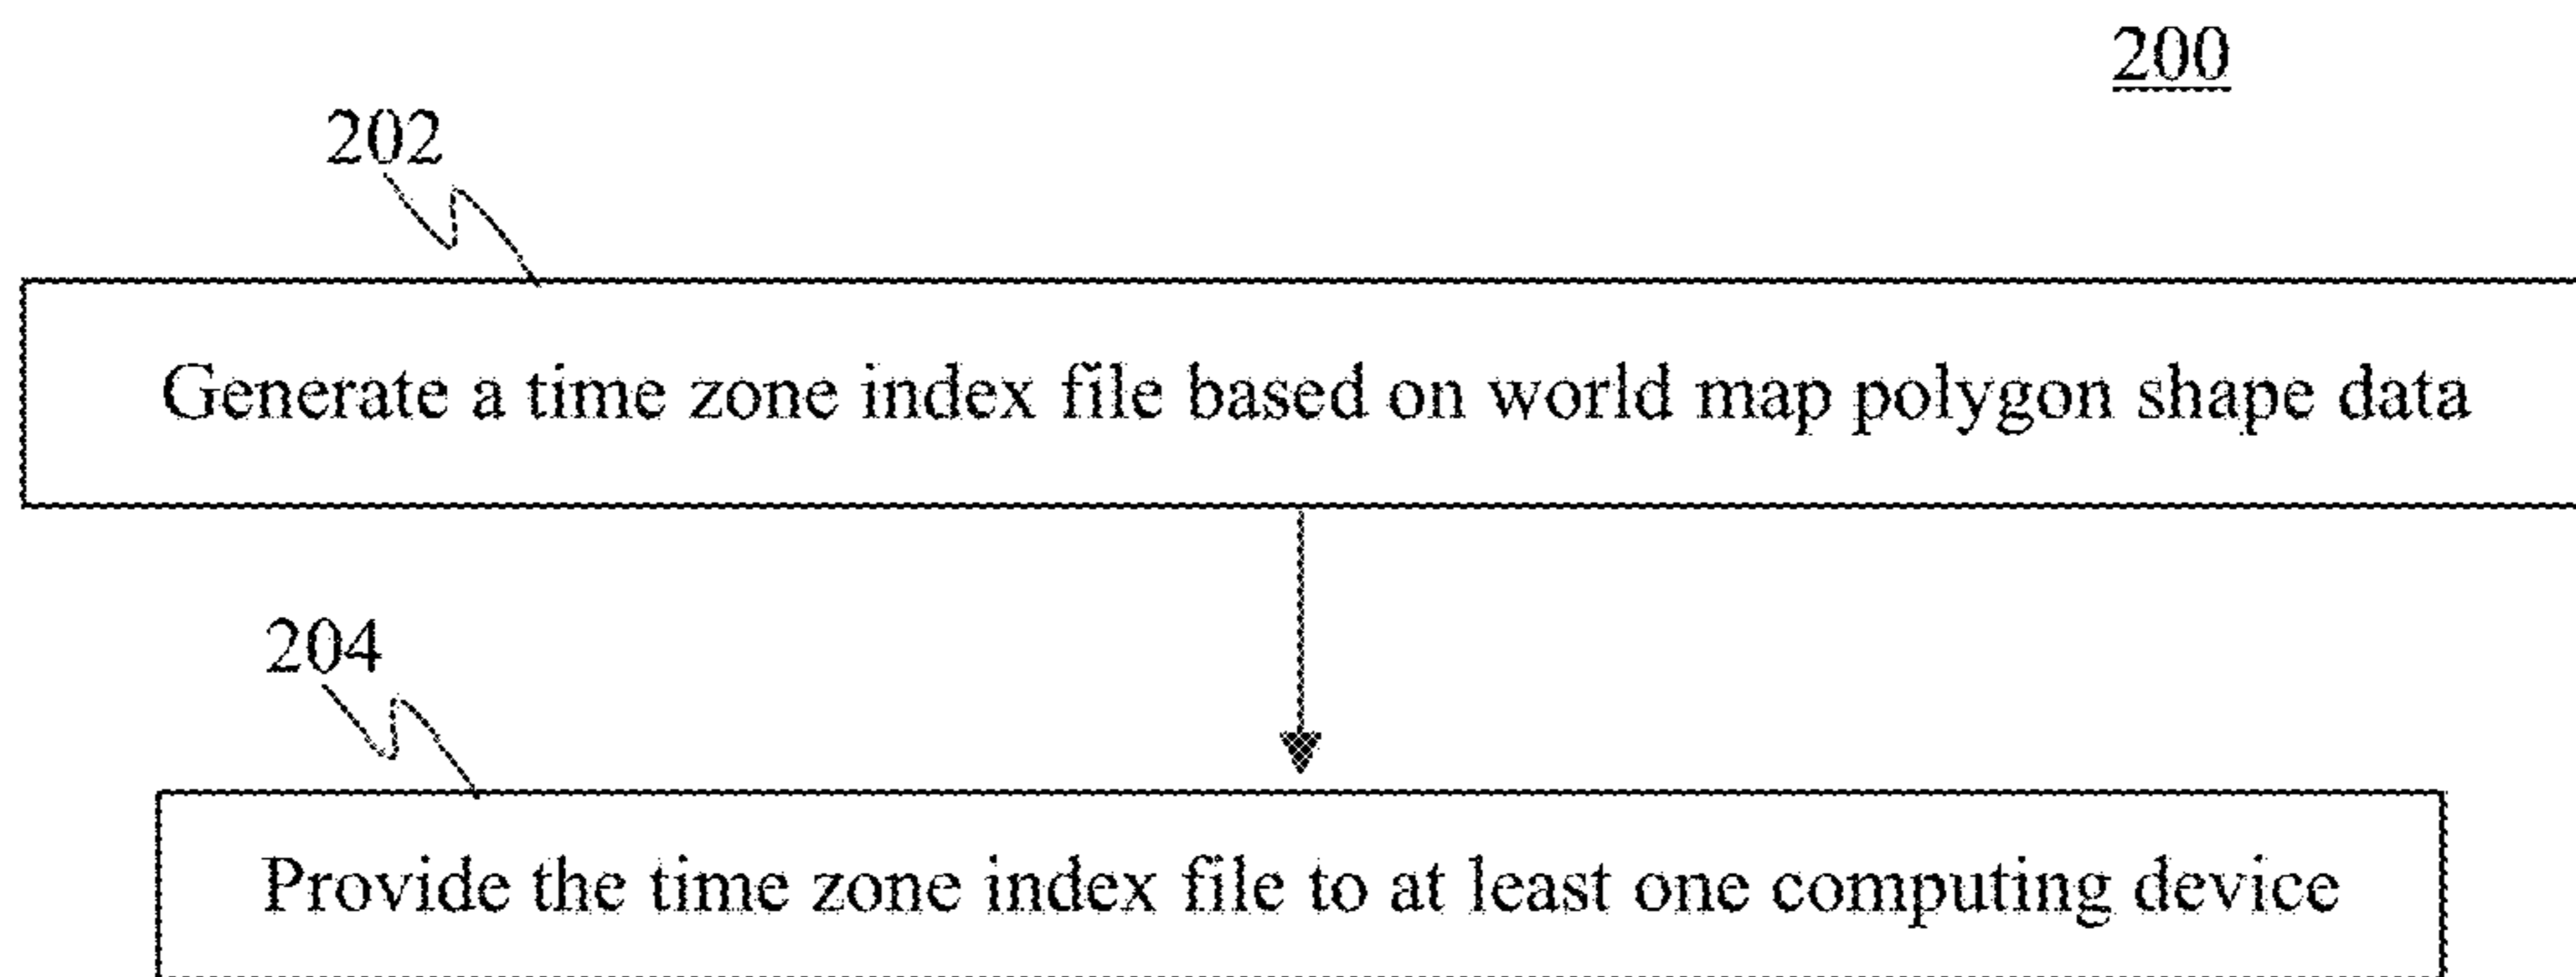 200
202
Generate a time zone index file based on world map polygon shape data
204
Provide the time zone index file to at least one computing device